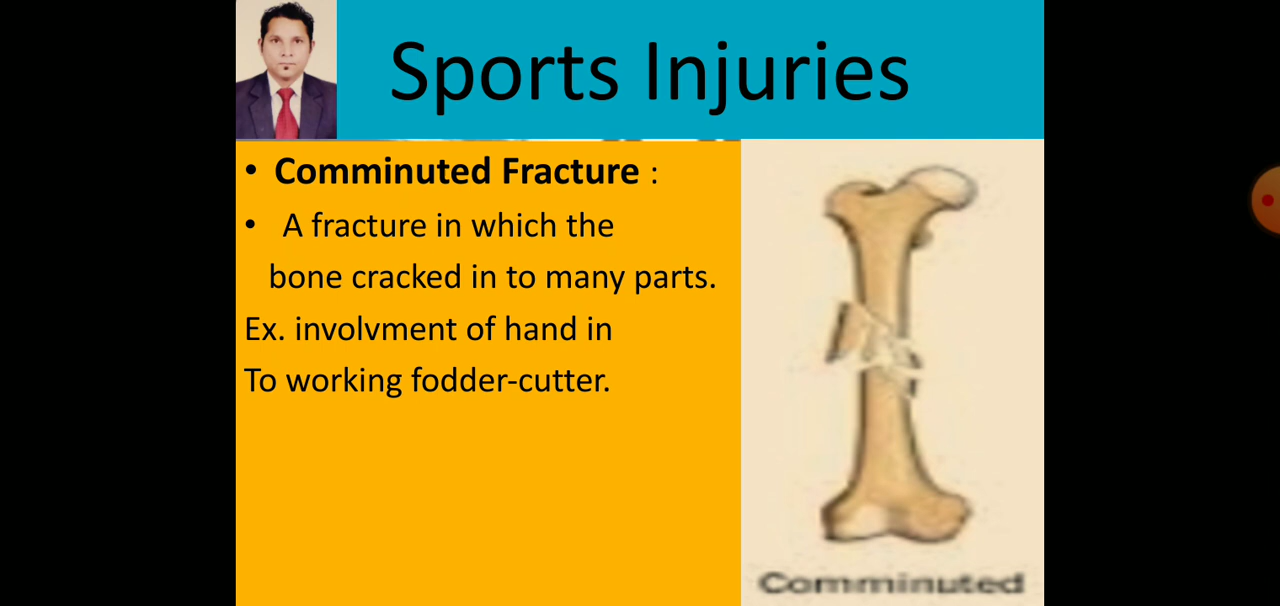 Sports Injuries
• Comminuted Fracture :
• A fracture in which the
bone cracked in to many parts.
Ex. involvment of hand in
To working fodder-cutter.
Comminuted